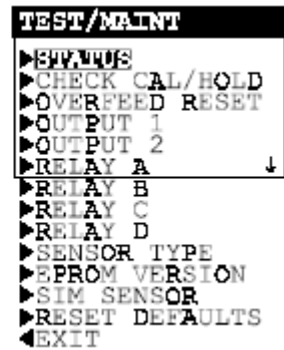 TEST/MAINT
▶STATUS
▶CHECK CAL/HOLD
▶OVERFEED RESET
▶OUTPUT 1
▶OUTPUT 2
▶RELAY A ↓
▶RELAY B
▶RELAY C
▶RELAY D
▶SENSOR TYPE
▶EPROM VERSION
▶SIM SENSOR
▶RESET DEFAULTS
◀EXIT